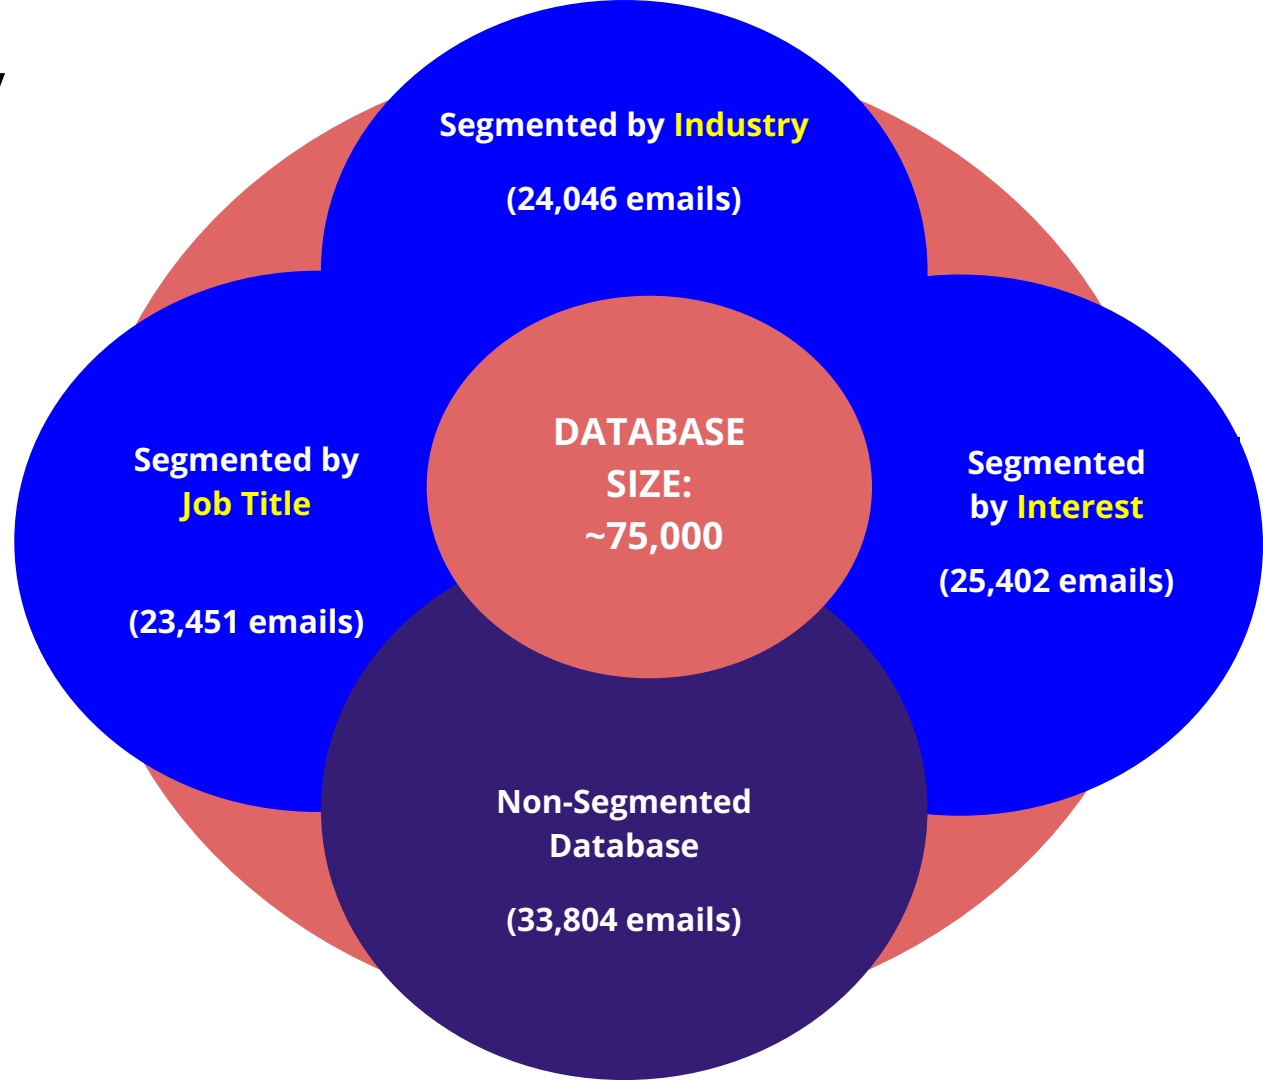 Segmented by Industry
(24,046 emails)
Segmented by
Job Title
(23,451 emails)
DATABASE
SIZE:
~75,000
Segmented
by Interest
(25,402 emails)
Non-Segmented
Database
(33,804 emails)